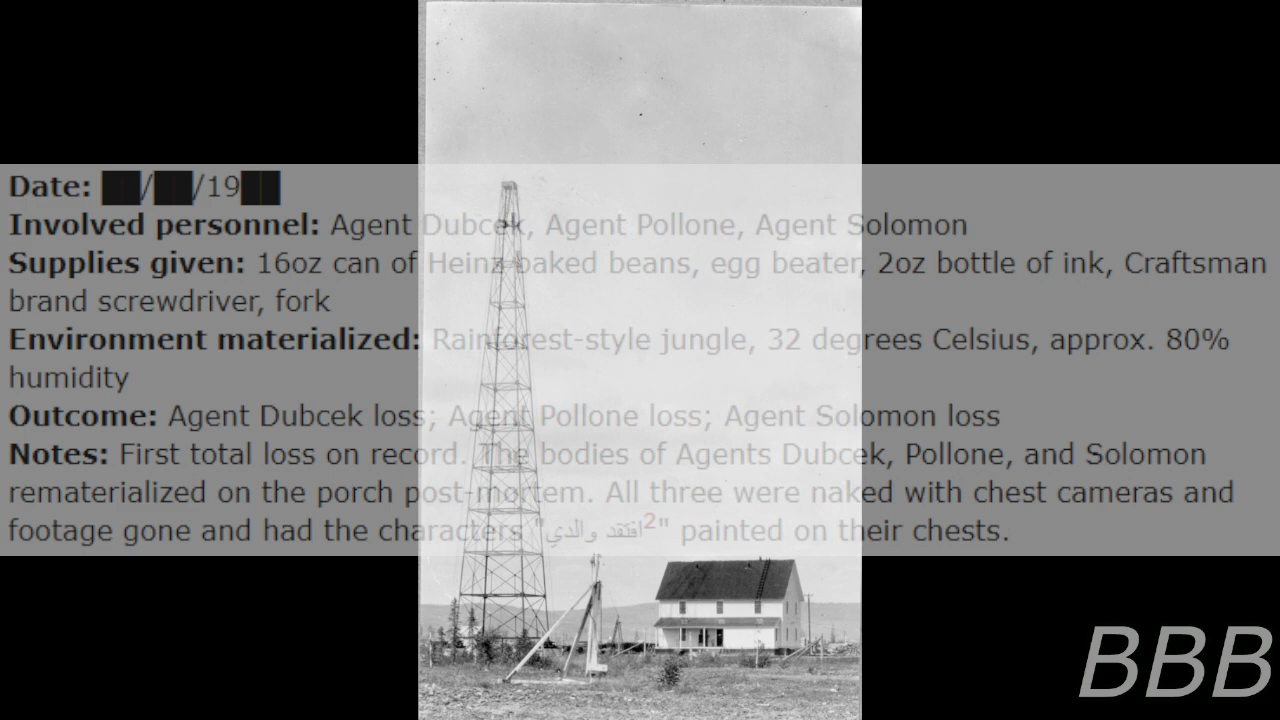 Date: ██/██/19██
Involved personnel: Agent Dubcek, Agent Pollone, Agent Solomon
Supplies given: 16oz can of Heinz baked beans, egg beater, 2oz bottle of ink, Craftsman
brand screwdriver, fork
Environment materialized: Rainforest-style jungle, 32 degrees Celsius, approx. 80%
humidity
Outcome: Agent Dubcek loss; Agent Pollone loss; Agent Solomon loss
Notes: First total loss on record. The bodies of Agents Dubcek, Pollone, and Solomon
rematerialized on the porch post-mortem. All three were naked with chest cameras and
footage gone and had the characters "افتقد والدي2" painted on their chests.
BBB